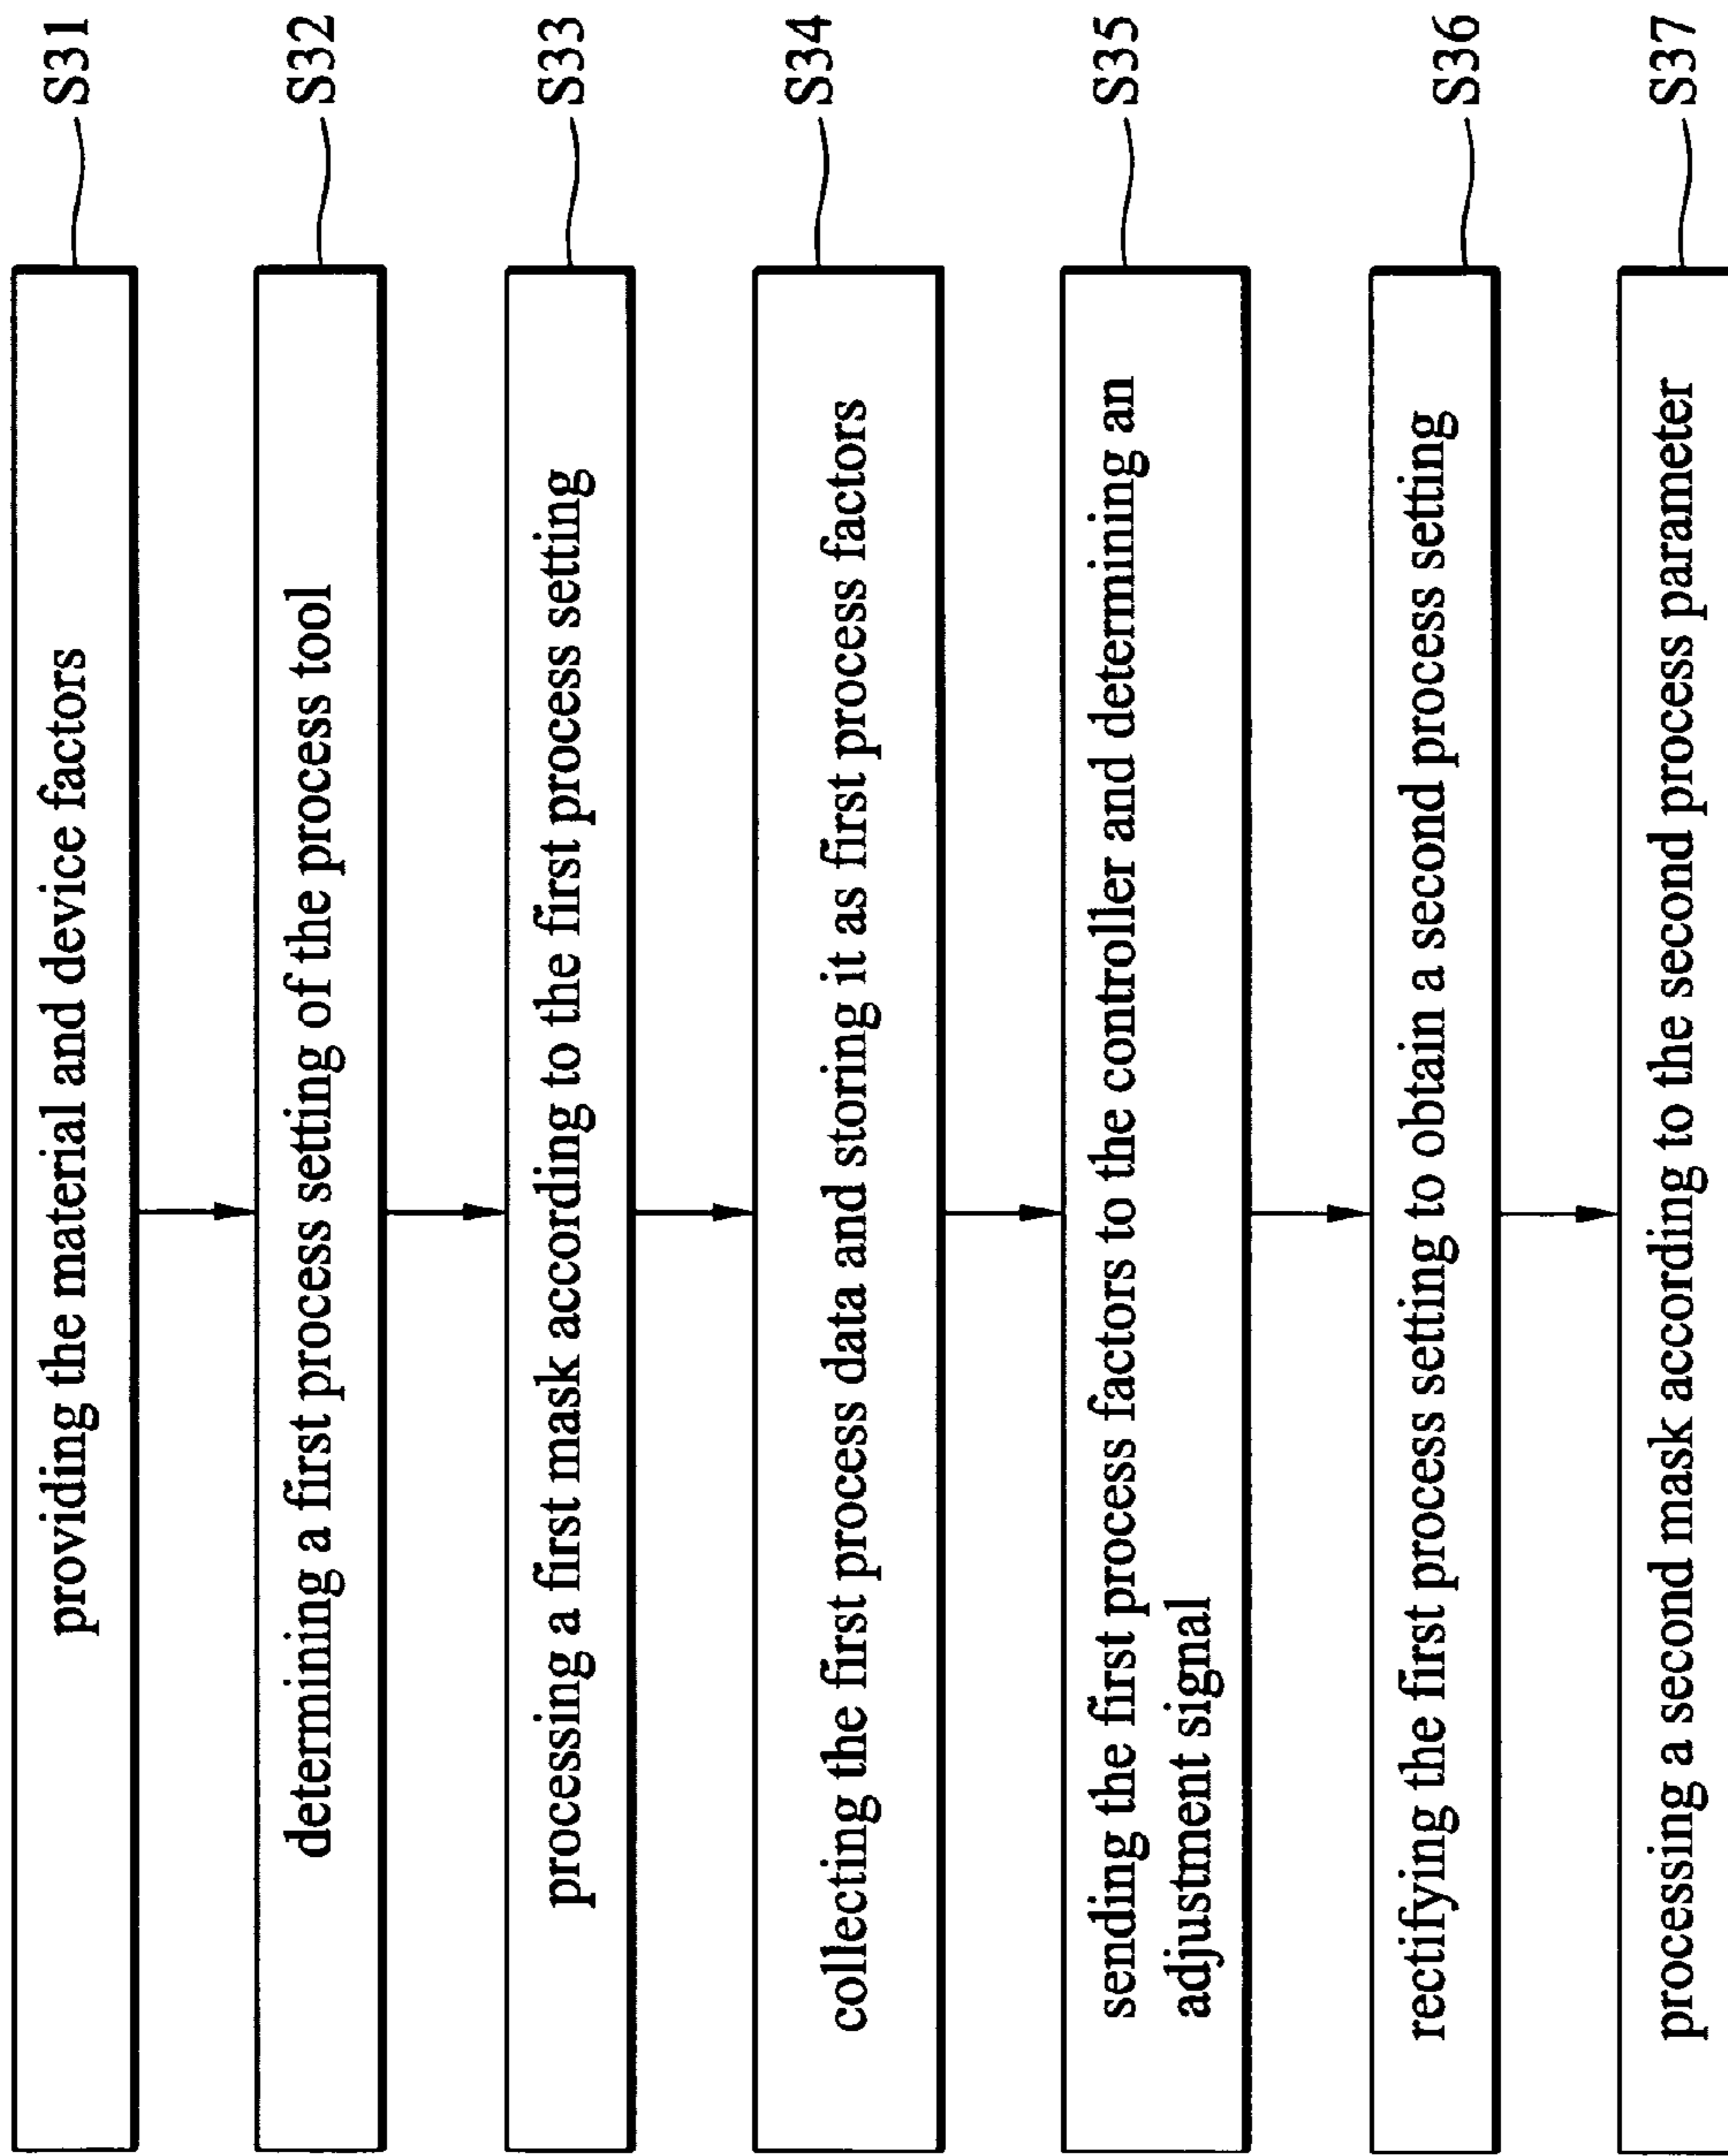 providing the material and device factors
S31
determining a first process setting of the process tool
S32
processing a first mask according to the first process setting
S33
collecting the first process data and storing it as first process factors
S34
sending the first process factors to the controller and determining an
adjustment signal
S35
rectifying the first process setting to obtain a second process setting
S36
processing a second mask according to the second process parameter
S37